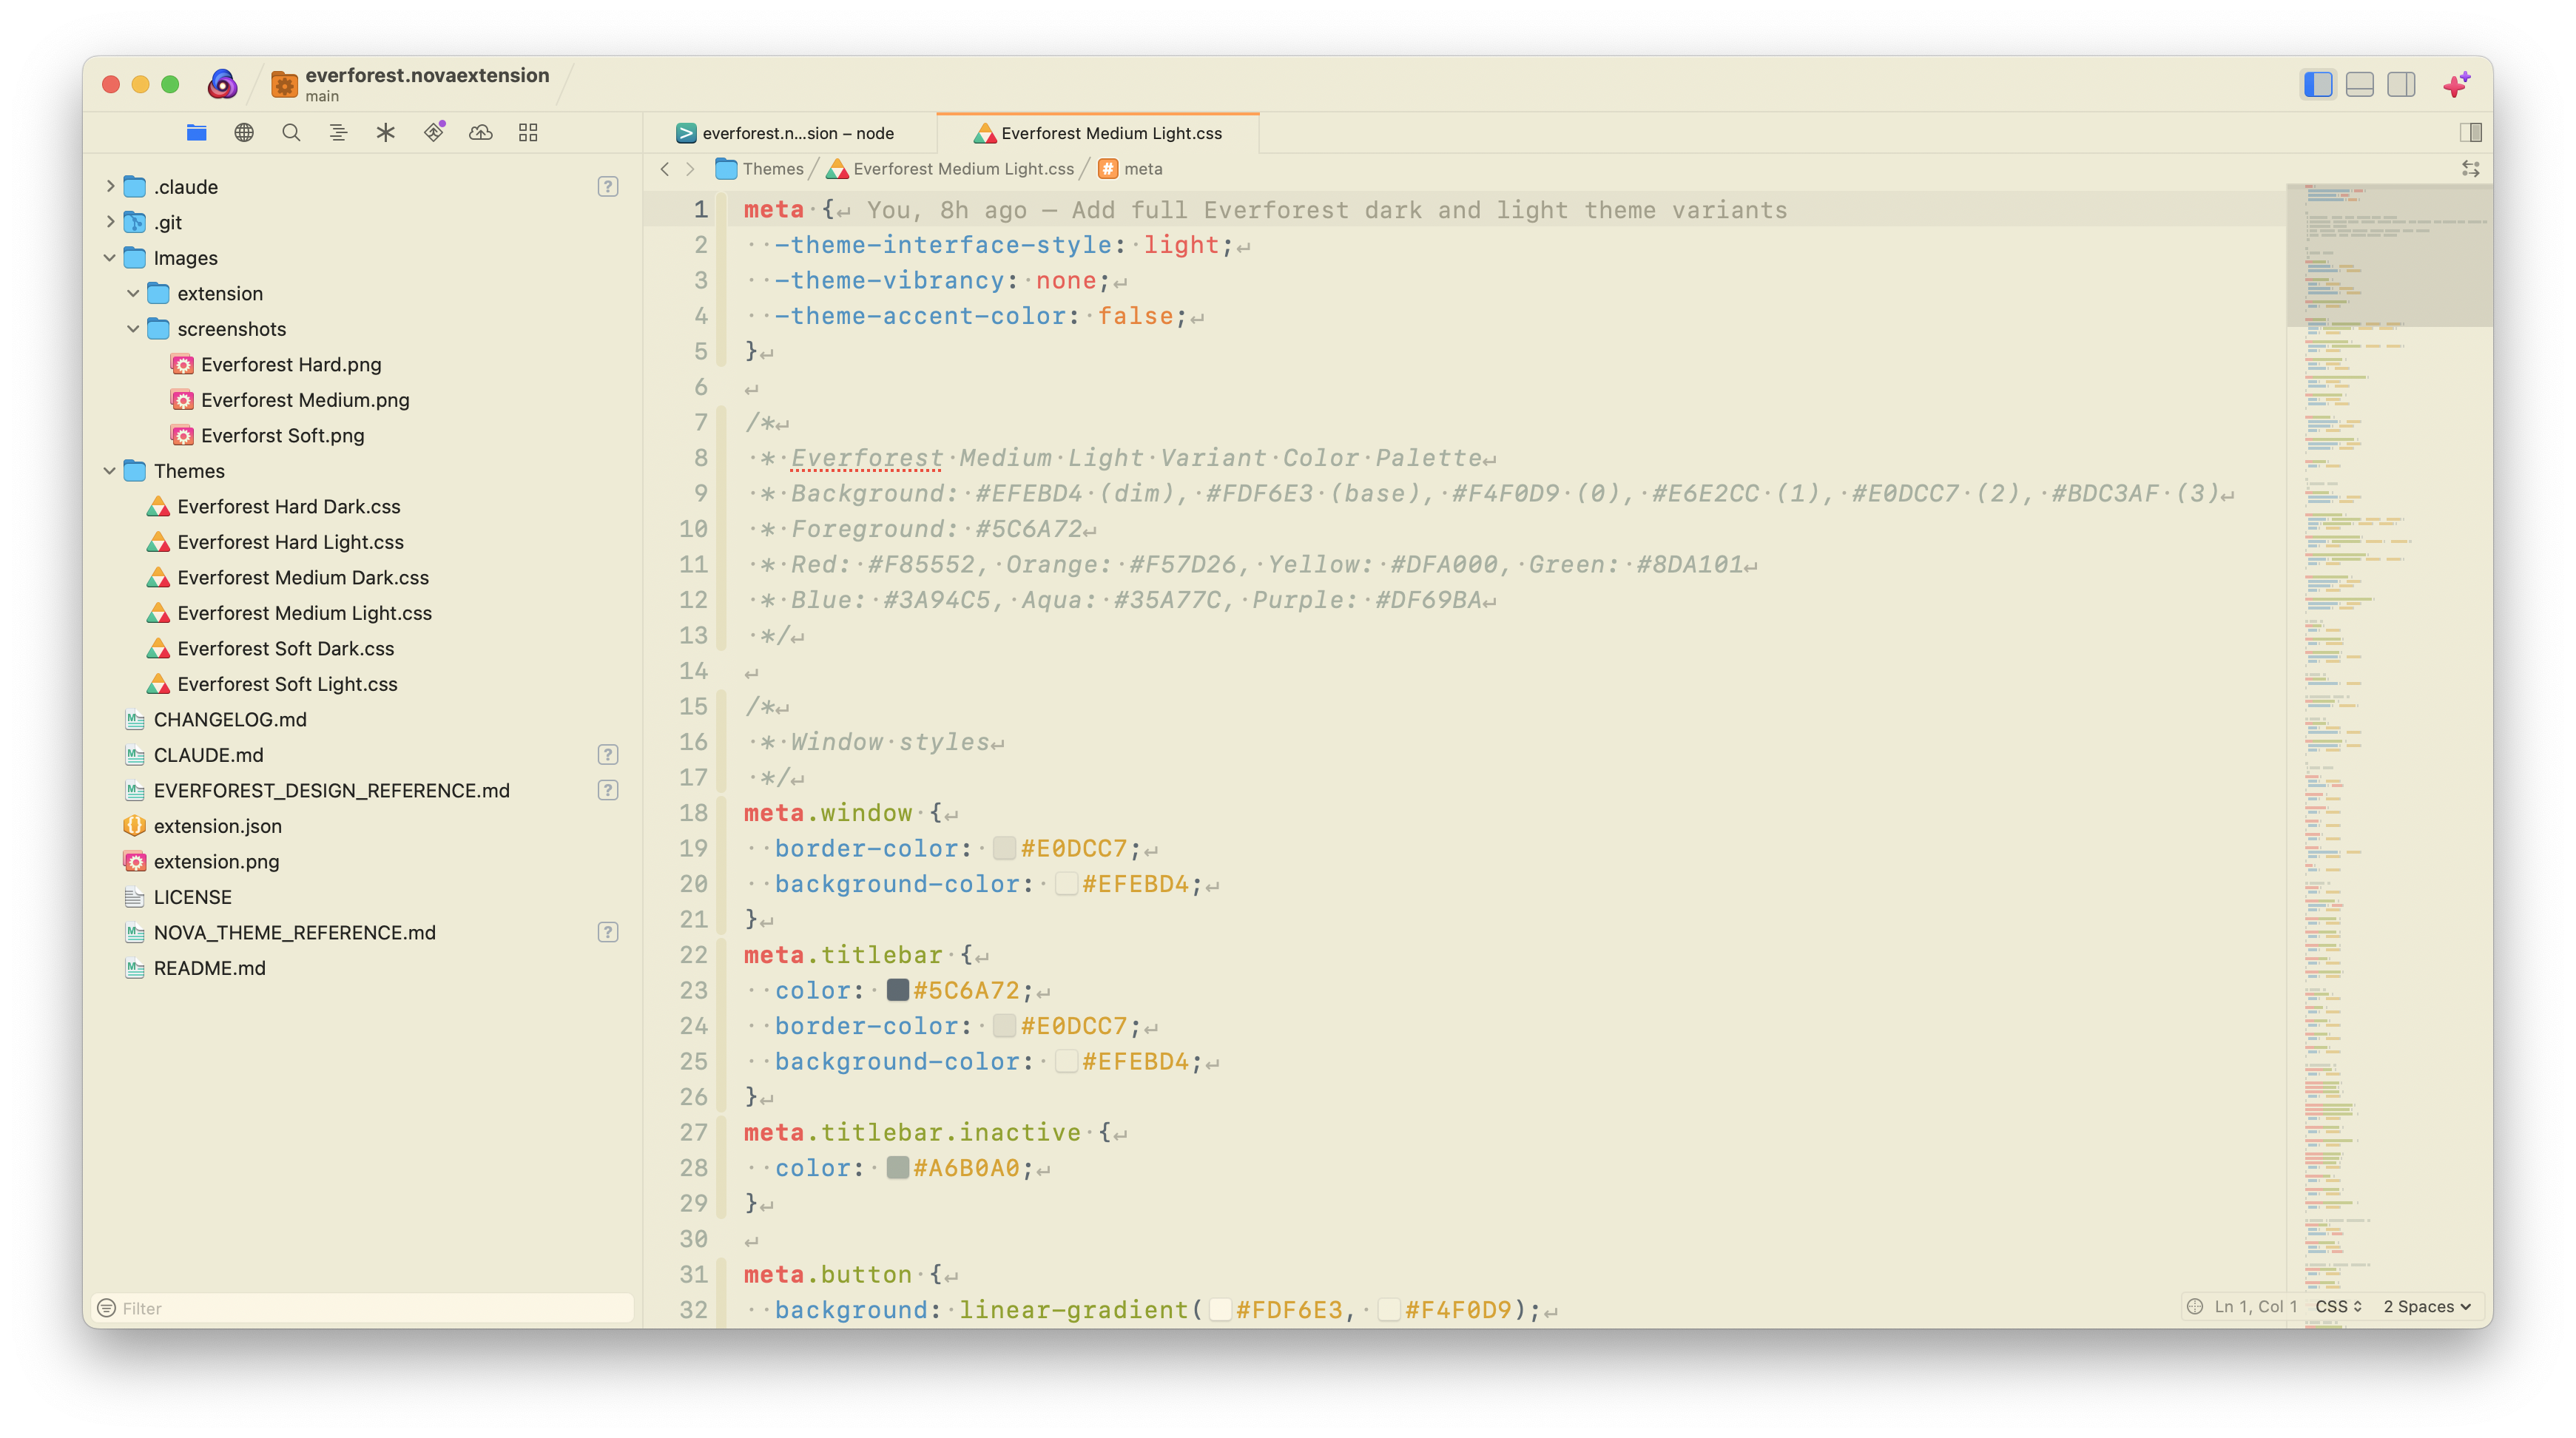 everforest.novaextension
main
everforest.n...sion – node
Everforest Medium Light.css
Themes
Everforest Medium Light.css
meta
.claude
?
.git
Images
extension
screenshots
Everforest Hard.png
Everforest Medium.png
Everforst Soft.png
Themes
Everforest Hard Dark.css
Everforest Hard Light.css
Everforest Medium Dark.css
Everforest Medium Light.css
Everforest Soft Dark.css
Everforest Soft Light.css
CHANGELOG.md
CLAUDE.md
?
EVERFOREST_DESIGN_REFERENCE.md
?
extension.json
extension.png
LICENSE
NOVA_THEME_REFERENCE.md
?
README.md
Filter
1 meta·{↵ You, 8h ago — Add full Everforest dark and light theme variants
2 ··-theme-interface-style:·light;↵
3 ··-theme-vibrancy:·none;↵
4 ··-theme-accent-color:·false;↵
5 }↵
6 ↵
7 /*↵
8 ·*·Everforest·Medium·Light·Variant·Color·Palette↵
9 ·*·Background:·#EFEBD4·(dim),·#FDF6E3·(base),·#F4F0D9·(0),·#E6E2CC·(1),·#E0DCC7·(2),·#BDC3AF·(3)↵
10 ·*·Foreground:·#5C6A72↵
11 ·*·Red:·#F85552,·Orange:·#F57D26,·Yellow:·#DFA000,·Green:·#8DA101↵
12 ·*·Blue:·#3A94C5,·Aqua:·#35A77C,·Purple:·#DF69BA↵
13 ·*/↵
14 ↵
15 /*↵
16 ·*·Window·styles↵
17 ·*/↵
18 meta.window·{↵
19 ··border-color:·#E0DCC7;↵
20 ··background-color:·#EFEBD4;↵
21 }↵
22 meta.titlebar·{↵
23 ··color:·#5C6A72;↵
24 ··border-color:·#E0DCC7;↵
25 ··background-color:·#EFEBD4;↵
26 }↵
27 meta.titlebar.inactive·{↵
28 ··color:·#A6B0A0;↵
29 }↵
30 ↵
31 meta.button·{↵
32 ··background:·linear-gradient(#FDF6E3,·#F4F0D9);↵
Ln 1, Col 1 CSS 2 Spaces